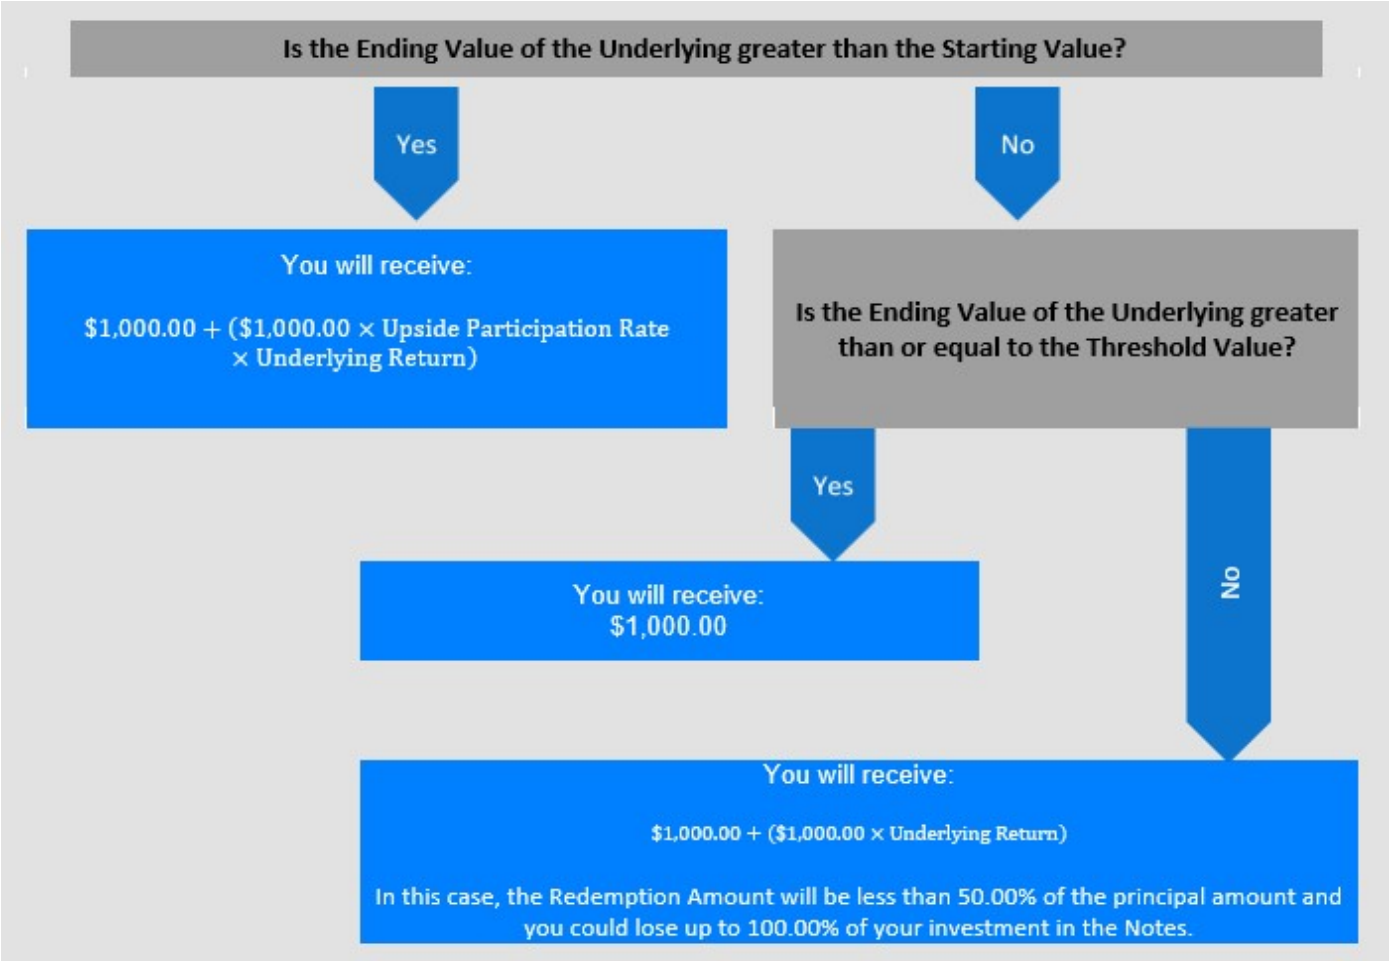 Is the Ending Value of the Underlying greater than the Starting Value?
Yes
No
You will receive:
$1,000.00 + ($1,000.00 × Upside Participation Rate
× Underlying Return)
Is the Ending Value of the Underlying greater
than or equal to the Threshold Value?
Yes
No
You will receive:
$1,000.00
You will receive:
$1,000.00 + ($1,000.00 × Underlying Return)
In this case, the Redemption Amount will be less than 50.00% of the principal amount and
you could lose up to 100.00% of your investment in the Notes.